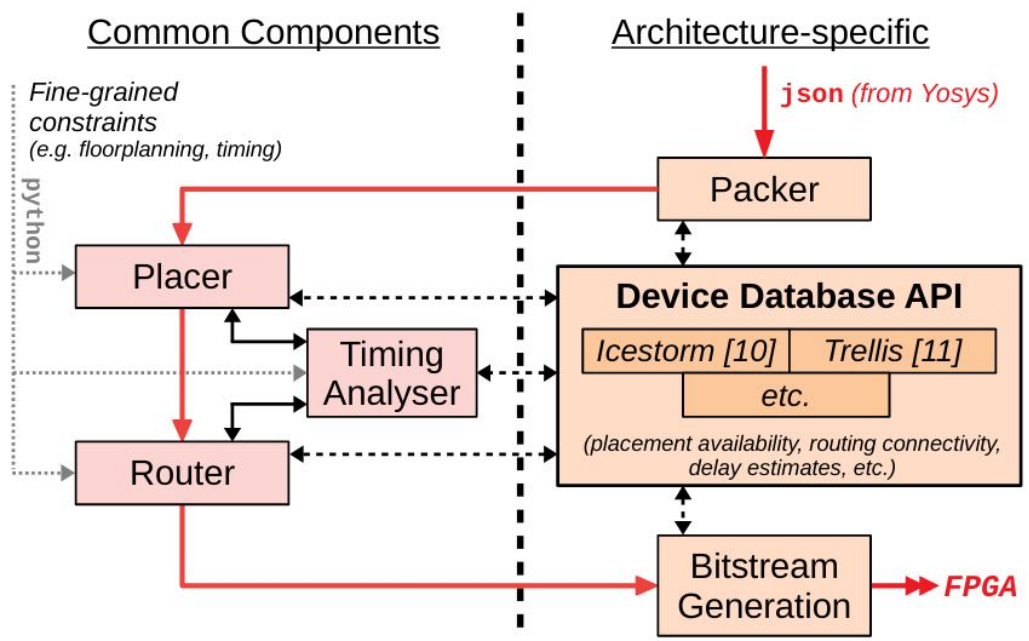 Common Components
Architecture-specific
Fine-grained
constraints
(e.g. floorplanning, timing)
python
json (from Yosys)
Packer
Placer
Device Database API
Icestorm [10]
Trellis [11]
etc.
Timing
Analyser
(placement availability, routing connectivity,
delay estimates, etc.)
Router
Bitstream
Generation
FPGA